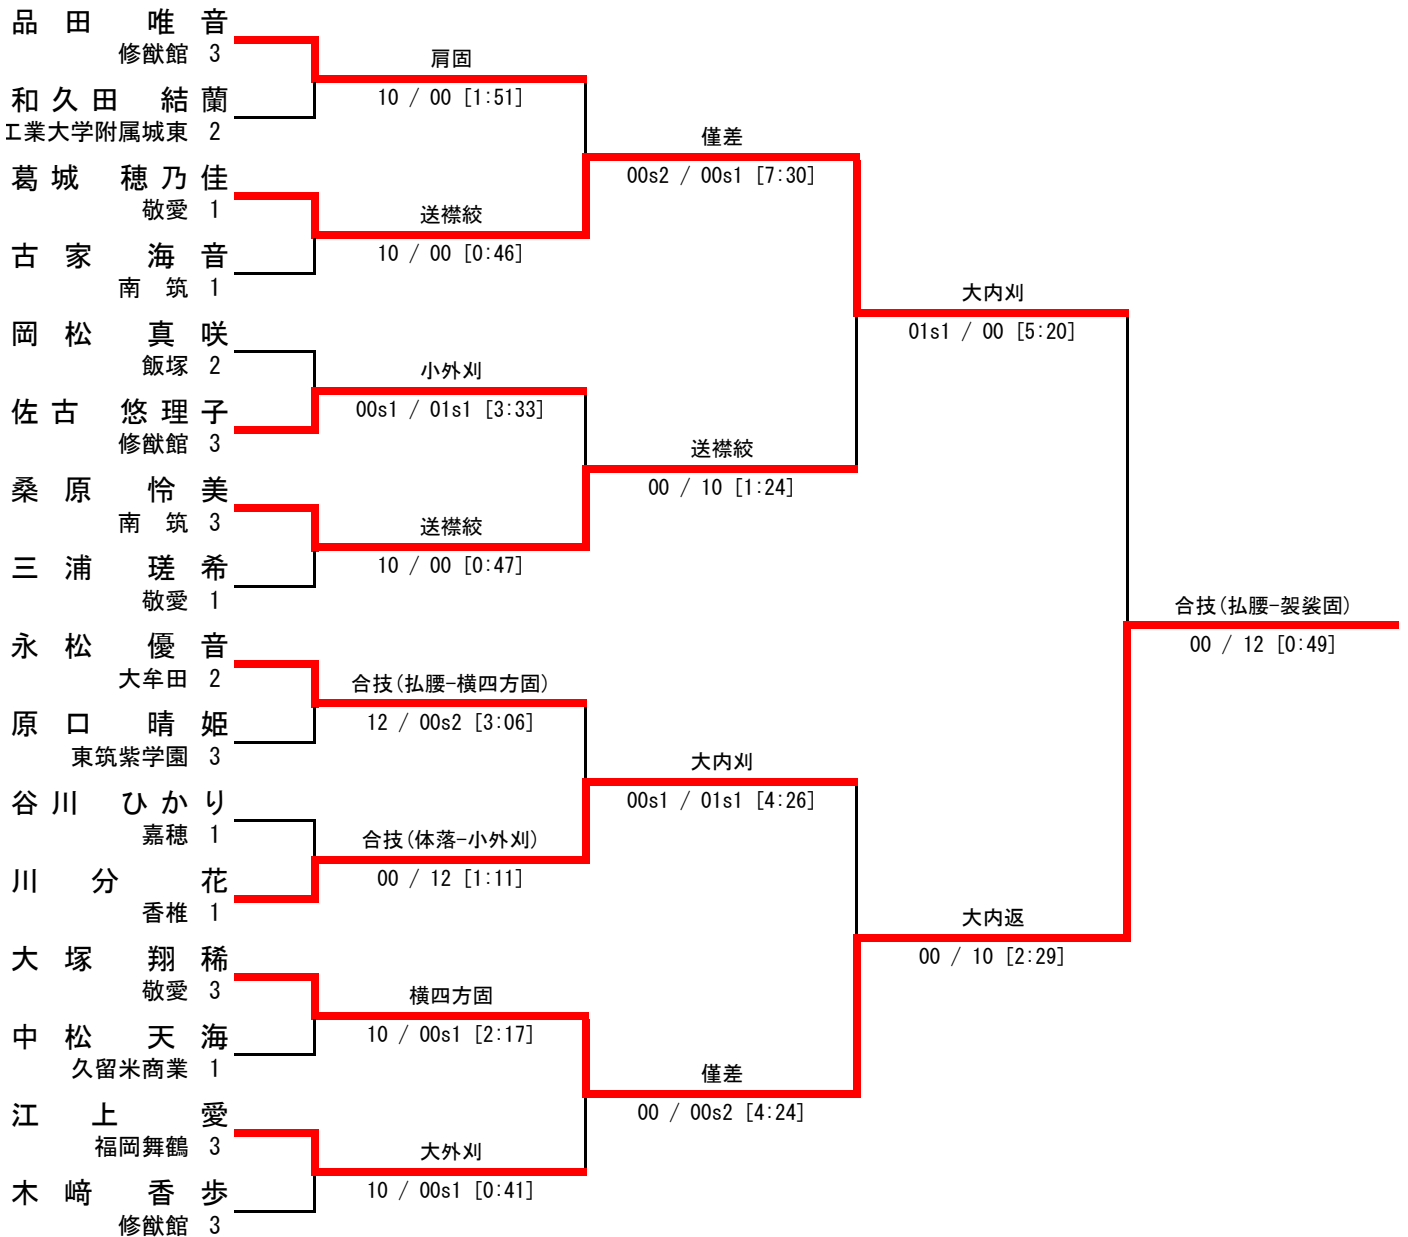 品田 唯音
修猷館 3
和久田 結蘭
工業大学附属城東 2
葛城 穂乃佳
敬愛 1
古家 海音
南 筑 1
岡松 真咲
飯塚 2
佐古 悠理子
修猷館 3
桑原 怜美
南 筑 3
三浦 瑳希
敬愛 1
永松 優音
大牟田 2
原口 晴姫
東筑紫学園 3
谷川 ひかり
嘉穂 1
川分 花
香椎 1
大塚 翔稀
敬愛 3
中松 天海
久留米商業 1
江上 愛
福岡舞鶴 3
木﨑 香歩
修猷館 3
肩固
10 / 00 [1:51]
送襟絞
10 / 00 [0:46]
小外刈
00s1 / 01s1 [3:33]
送襟絞
10 / 00 [0:47]
合技(払腰-横四方固)
12 / 00s2 [3:06]
合技(体落-小外刈)
00 / 12 [1:11]
横四方固
10 / 00s1 [2:17]
大外刈
10 / 00s1 [0:41]
僅差
00s2 / 00s1 [7:30]
送襟絞
00 / 10 [1:24]
大内刈
00s1 / 01s1 [4:26]
僅差
00 / 00s2 [4:24]
大内刈
01s1 / 00 [5:20]
大内返
00 / 10 [2:29]
合技(払腰-袈裟固)
00 / 12 [0:49]